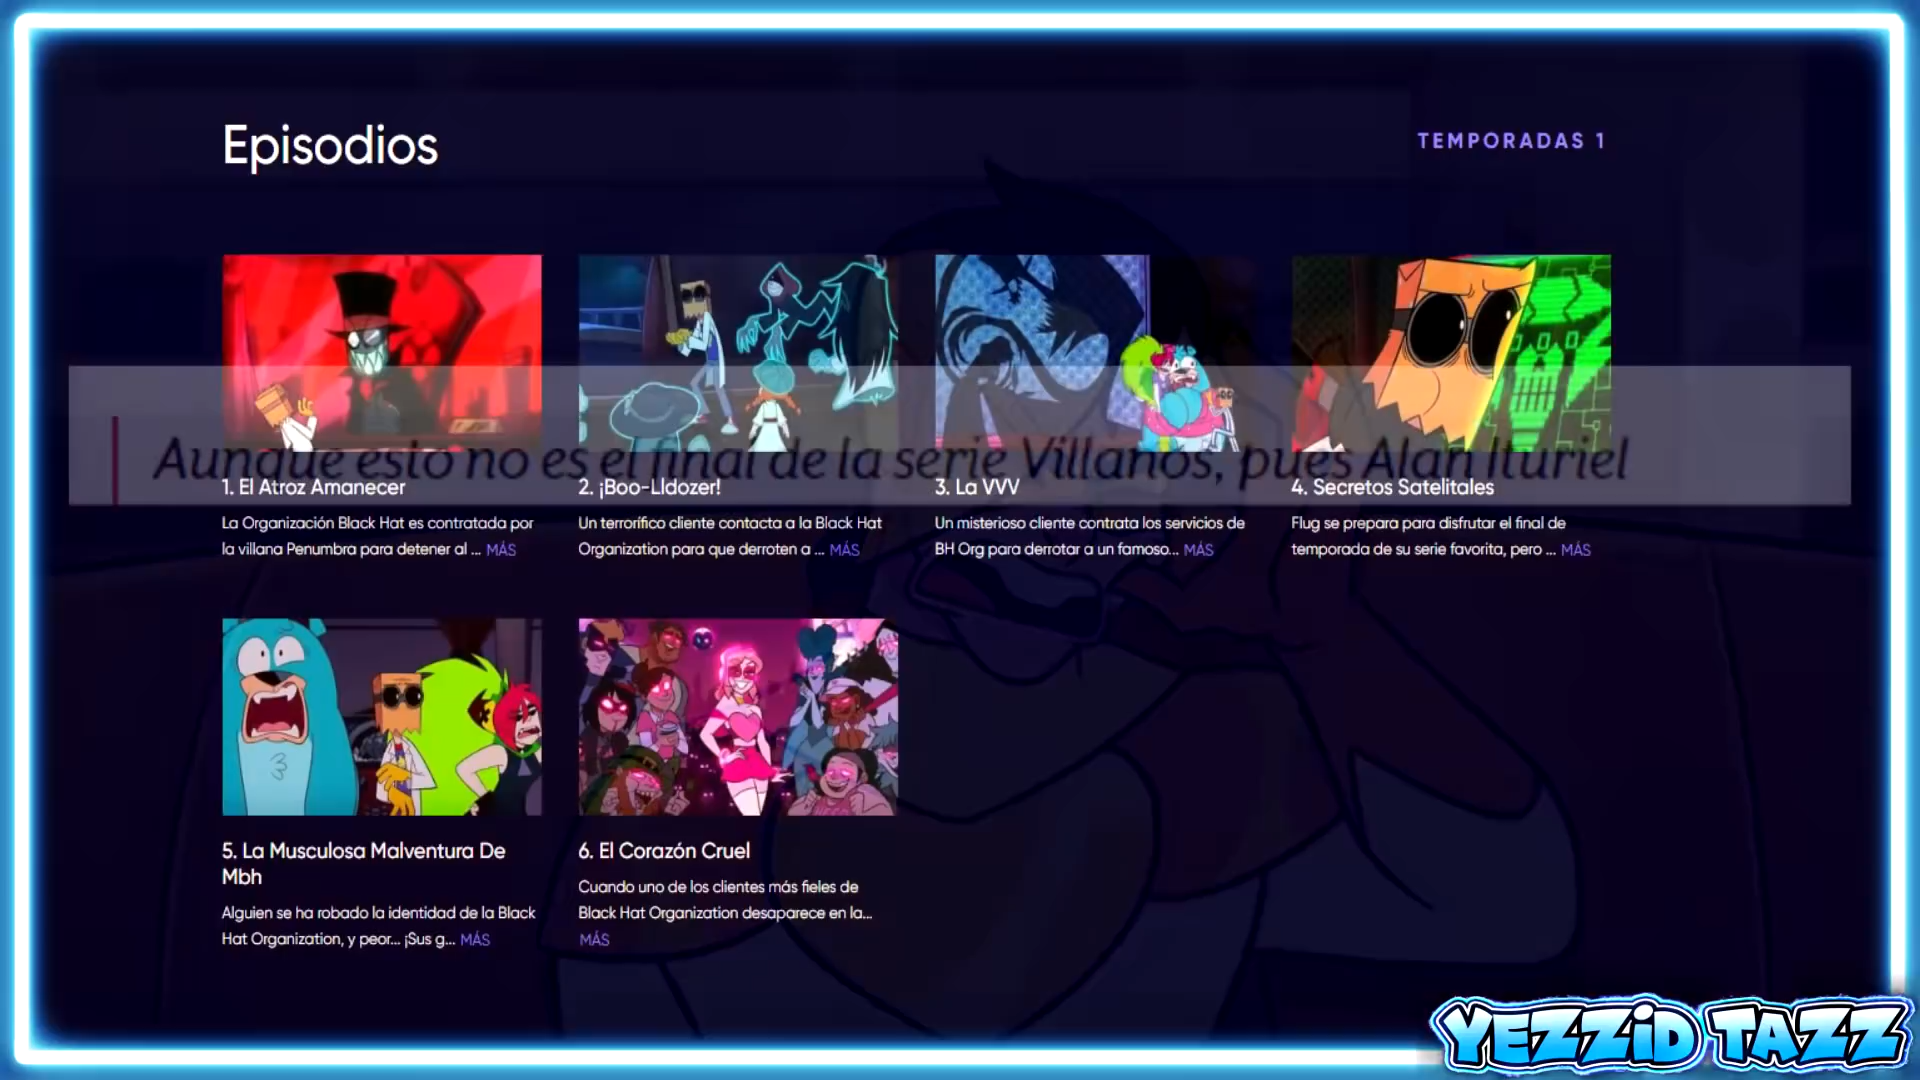 Episodios
TEMPORADAS 1
Aunque esto no es el final de la serie Villanos, pues Alan Ituriel
1. El Atroz Amanecer
La Organización Black Hat es contratada por
la villana Penumbra para detener al ... MÁS
2. ¡Boo-Lldozer!
Un terrorífico cliente contacta a la Black Hat
Organization para que derroten a ... MÁS
3. La VVV
Un misterioso cliente contrata los servicios de
BH Org para derrotar a un famoso... MÁS
4. Secretos Satelitales
Flug se prepara para disfrutar el final de
temporada de su serie favorita, pero ... MÁS
5. La Musculosa Malventura De
Mbh
Alguien se ha robado la identidad de la Black
Hat Organization, y peor... ¡Sus g... MÁS
6. El Corazón Cruel
Cuando uno de los clientes más fieles de
Black Hat Organization desaparece en la...
MÁS
YEZZiD TAZZ